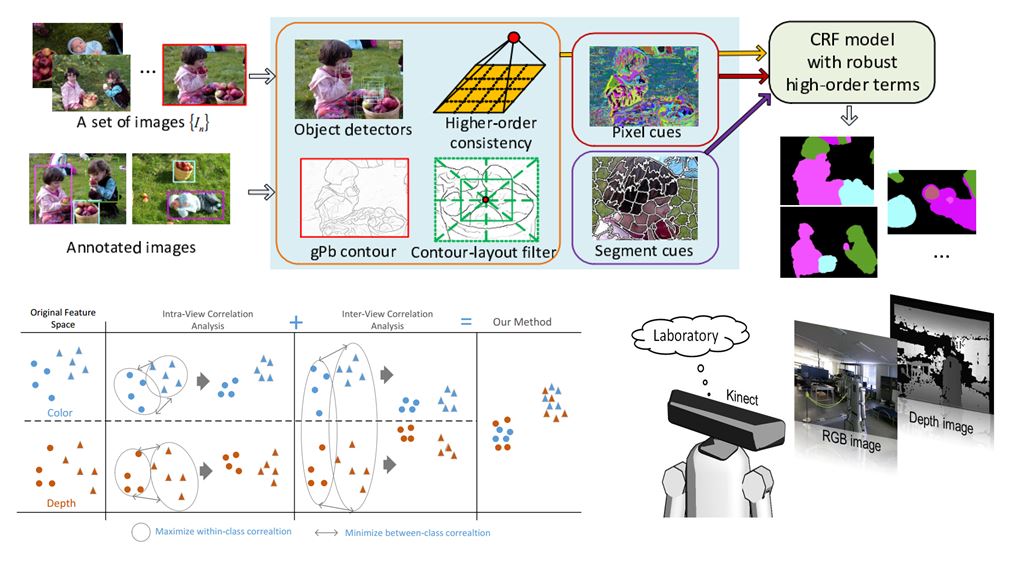 A set of images {Iₙ}
Annotated images
Object detectors
Higher-order
consistency
gPb contour
Contour-layout filter
Pixel cues
Segment cues
CRF model
with robust
high-order terms
...
...
Original Feature
Space
Intra-View Correlation
Analysis
+
Inter-View Correlation
Analysis
=
Our Method
Color
Depth
Maximize within-class correaltion
Minimize between-class correaltion
Laboratory
Kinect
RGB image
Depth image